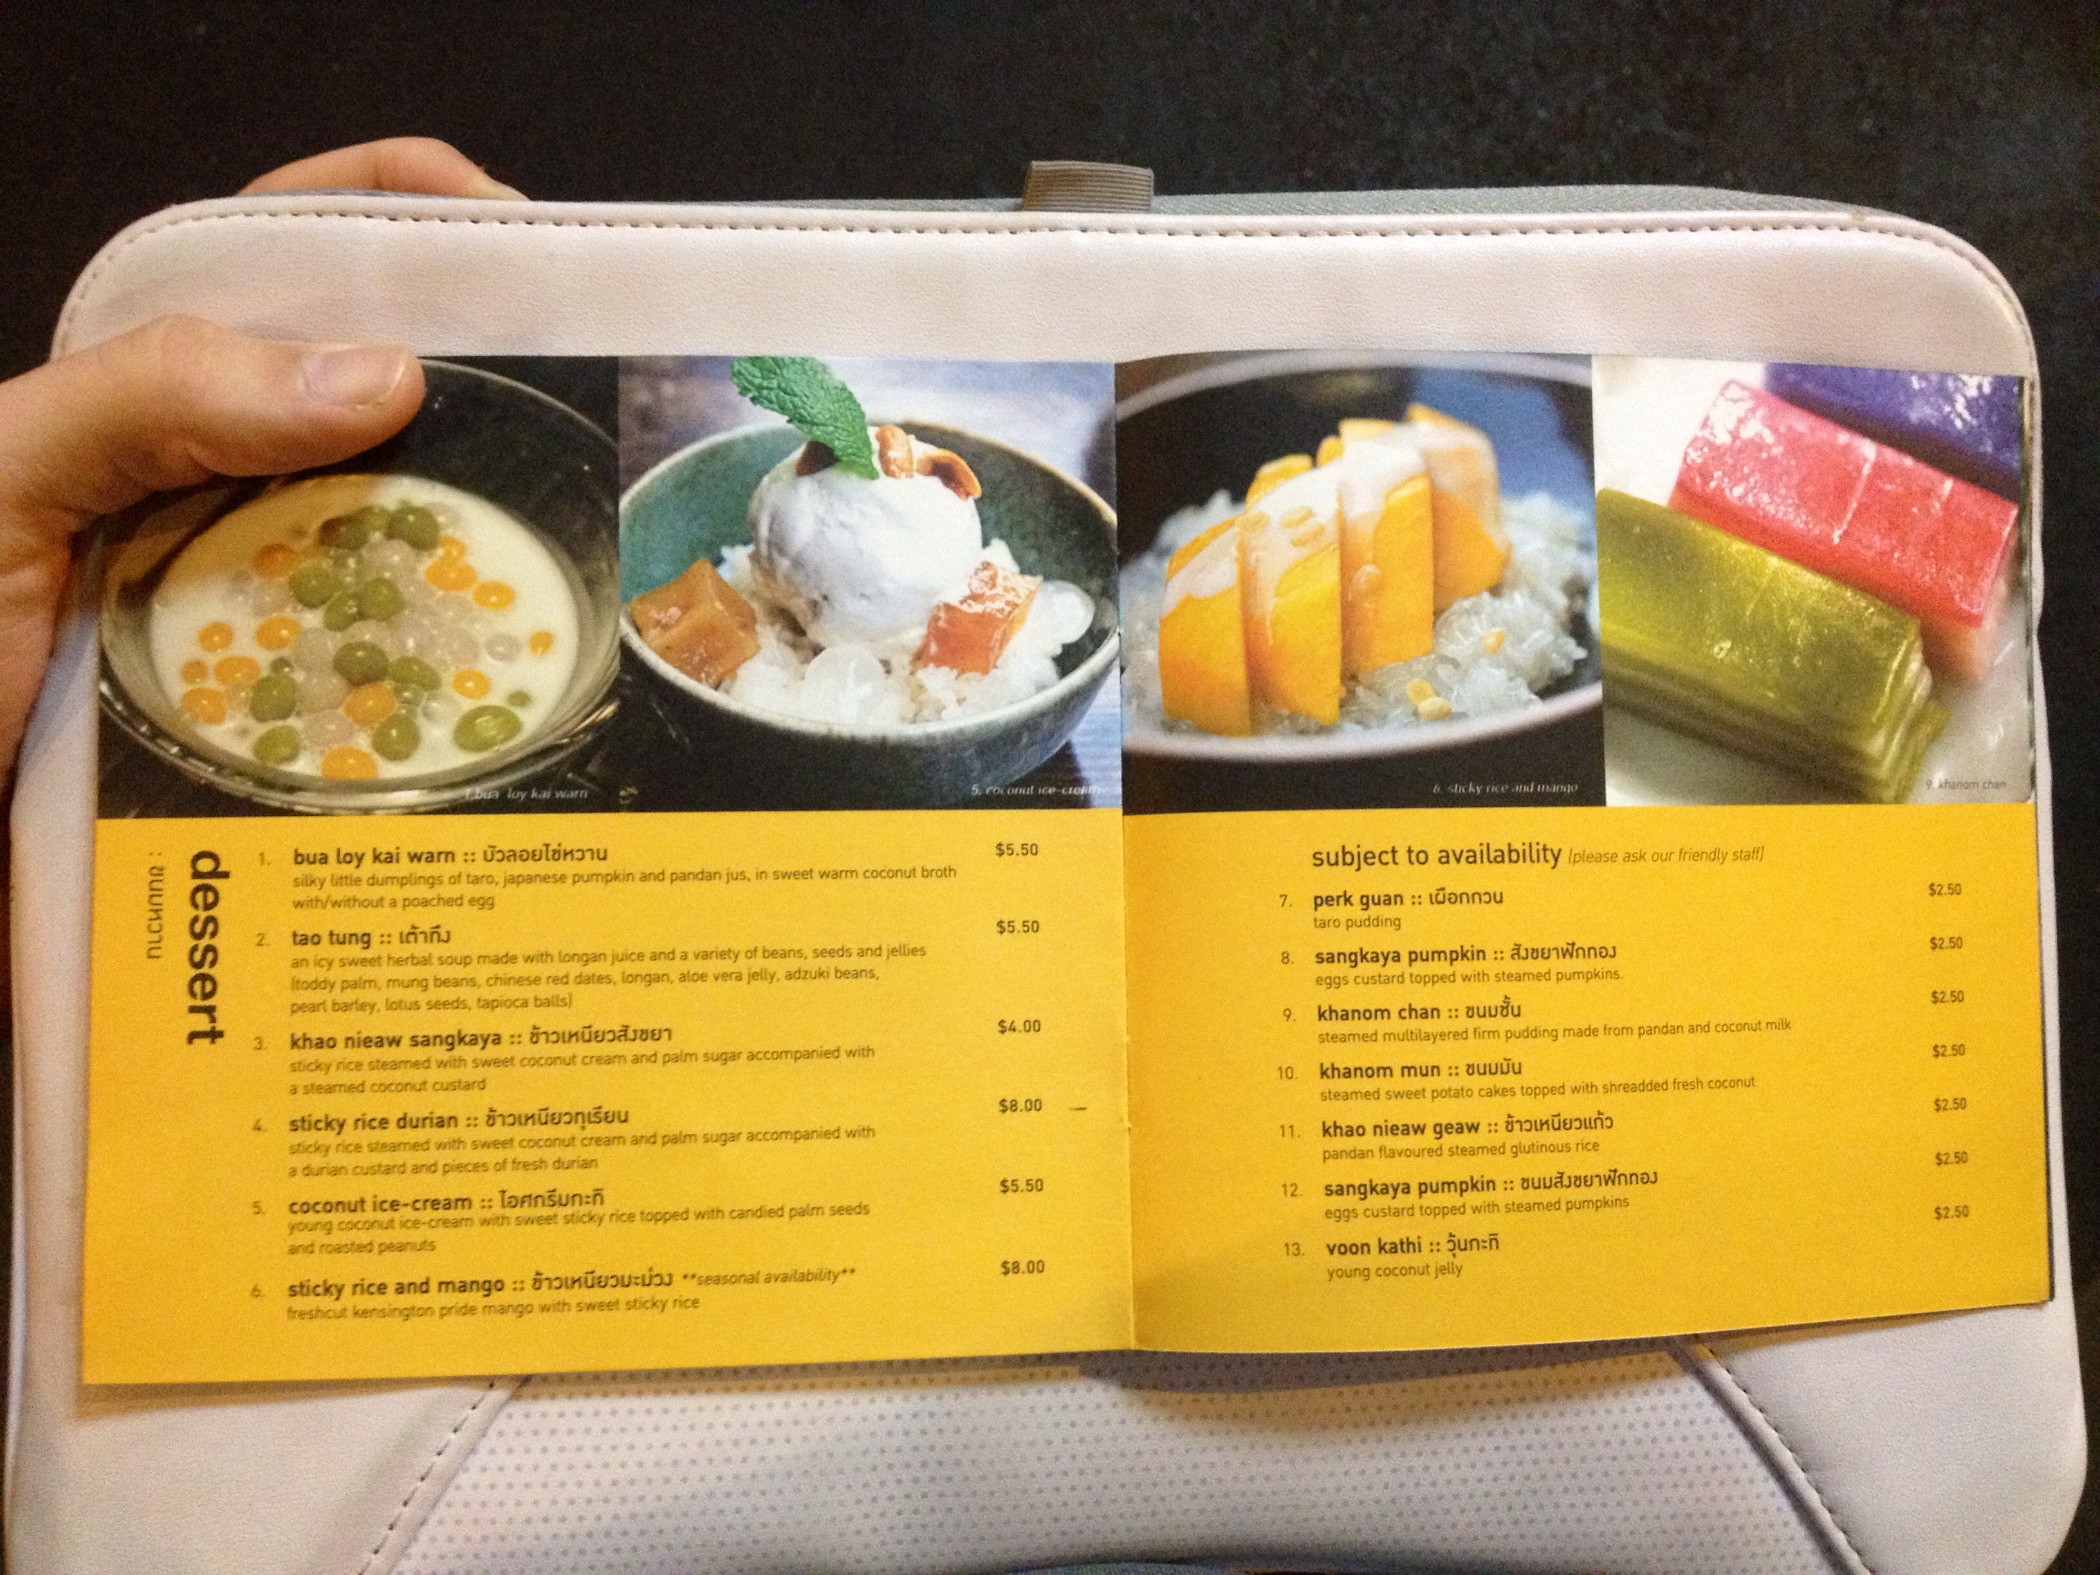 1.bua loy kai warn
5. coconut ice-cream
6. sticky rice and mango
9. khanom chan
dessert
:: ขนมหวาน
1. bua loy kai warn :: บัวลอยไข่หวาน $5.50
silky little dumplings of taro, japanese pumpkin and pandan jus, in sweet warm coconut broth
with/without a poached egg
2. tao tung :: เต้าทึง $5.50
an icy sweet herbal soup made with longan juice and a variety of beans, seeds and jellies
(toddy palm, mung beans, chinese red dates, longan, aloe vera jelly, adzuki beans,
pearl barley, lotus seeds, tapioca balls)
3. khao nieaw sangkaya :: ข้าวเหนียวสังขยา $4.00
sticky rice steamed with sweet coconut cream and palm sugar accompanied with
a steamed coconut custard
4. sticky rice durian :: ข้าวเหนียวทุเรียน $8.00
sticky rice steamed with sweet coconut cream and palm sugar accompanied with
a durian custard and pieces of fresh durian
5. coconut ice-cream :: ไอศกรีมกะทิ $5.50
young coconut ice-cream with sweet sticky rice topped with candied palm seeds
and roasted peanuts
6. sticky rice and mango :: ข้าวเหนียวมะม่วง **seasonal availability** $8.00
freshcut kensington pride mango with sweet sticky rice
subject to availability (please ask our friendly staff)
7. perk guan :: เผือกกวน $2.50
taro pudding
8. sangkaya pumpkin :: สังขยาฟักทอง $2.50
eggs custard topped with steamed pumpkins.
9. khanom chan :: ขนมชั้น $2.50
steamed multilayered firm pudding made from pandan and coconut milk
10. khanom mun :: ขนมมัน $2.50
steamed sweet potato cakes topped with shreadded fresh coconut
11. khao nieaw geaw :: ข้าวเหนียวแก้ว $2.50
pandan flavoured steamed glutinous rice
12. sangkaya pumpkin :: ขนมสังขยาฟักทอง $2.50
eggs custard topped with steamed pumpkins
13. voon kathi :: วุ้นกะทิ $2.50
young coconut jelly